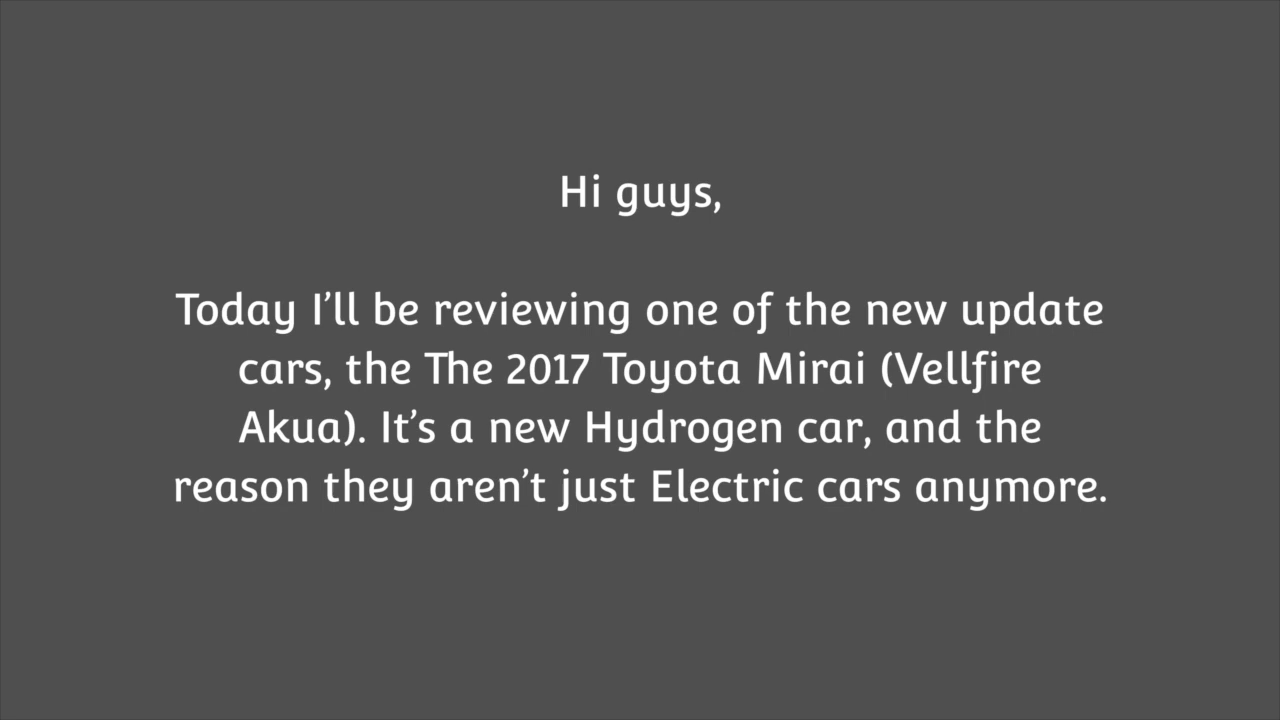 Hi guys,
Today I’ll be reviewing one of the new update
cars, the The 2017 Toyota Mirai (Vellfire
Akua). It’s a new Hydrogen car, and the
reason they aren’t just Electric cars anymore.